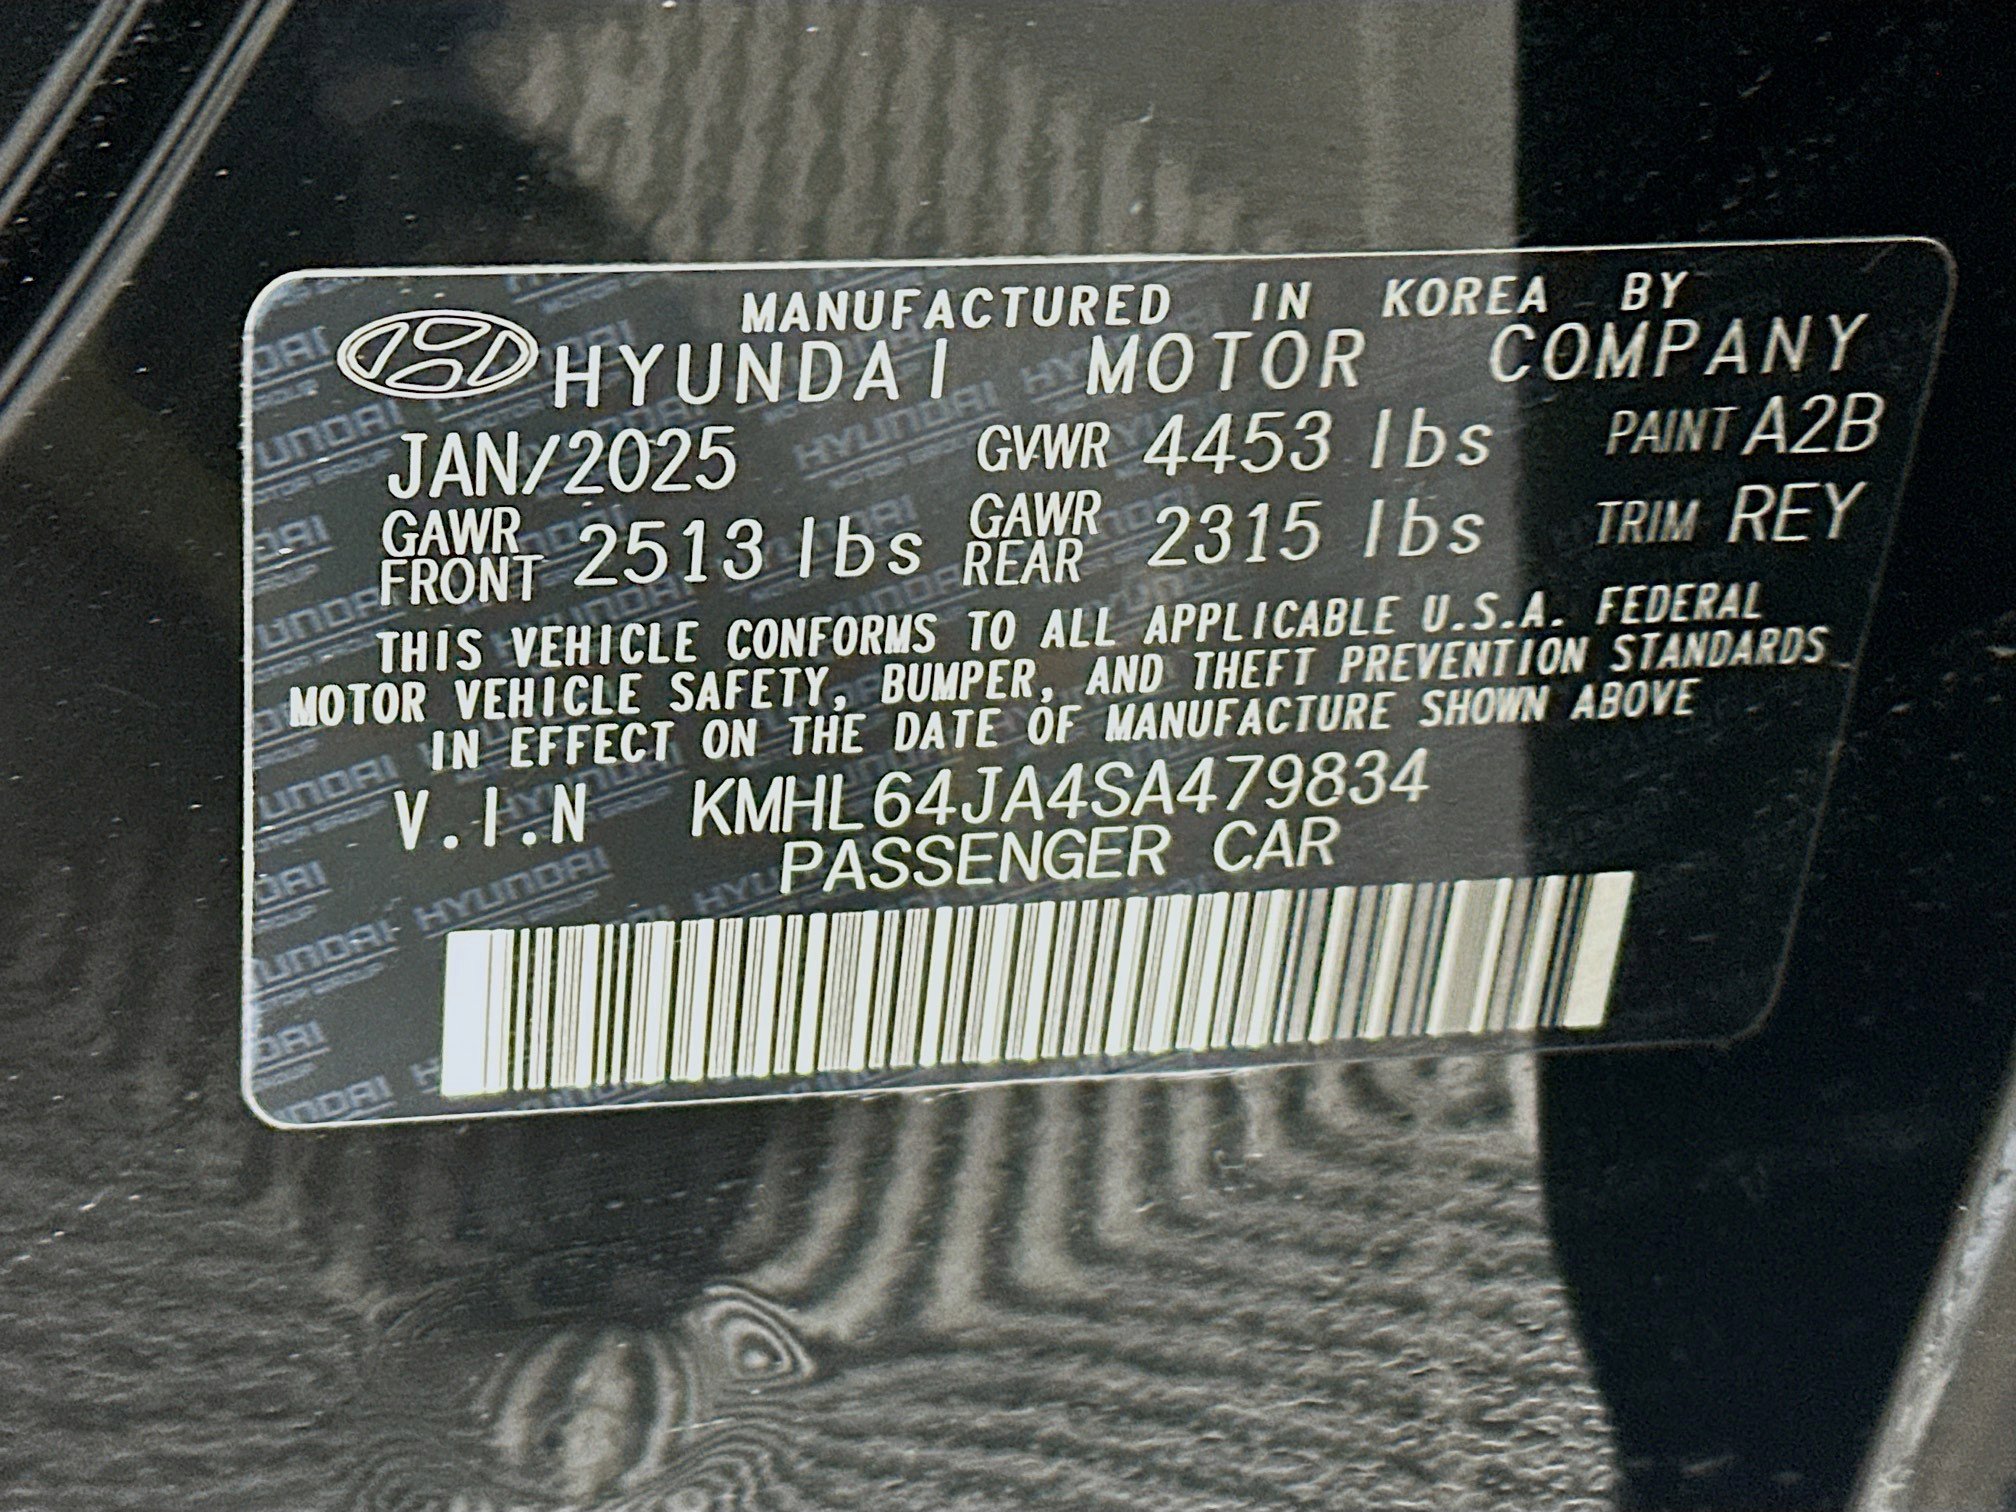 MANUFACTURED IN KOREA BY
HYUNDAI MOTOR COMPANY
JAN/2025 GVWR 4453 lbs PAINT A2B
GAWR FRONT 2513 lbs GAWR REAR 2315 lbs TRIM REY
THIS VEHICLE CONFORMS TO ALL APPLICABLE U.S.A. FEDERAL
MOTOR VEHICLE SAFETY, BUMPER, AND THEFT PREVENTION STANDARDS
IN EFFECT ON THE DATE OF MANUFACTURE SHOWN ABOVE
V.I.N KMHL64JA4SA479834
PASSENGER CAR